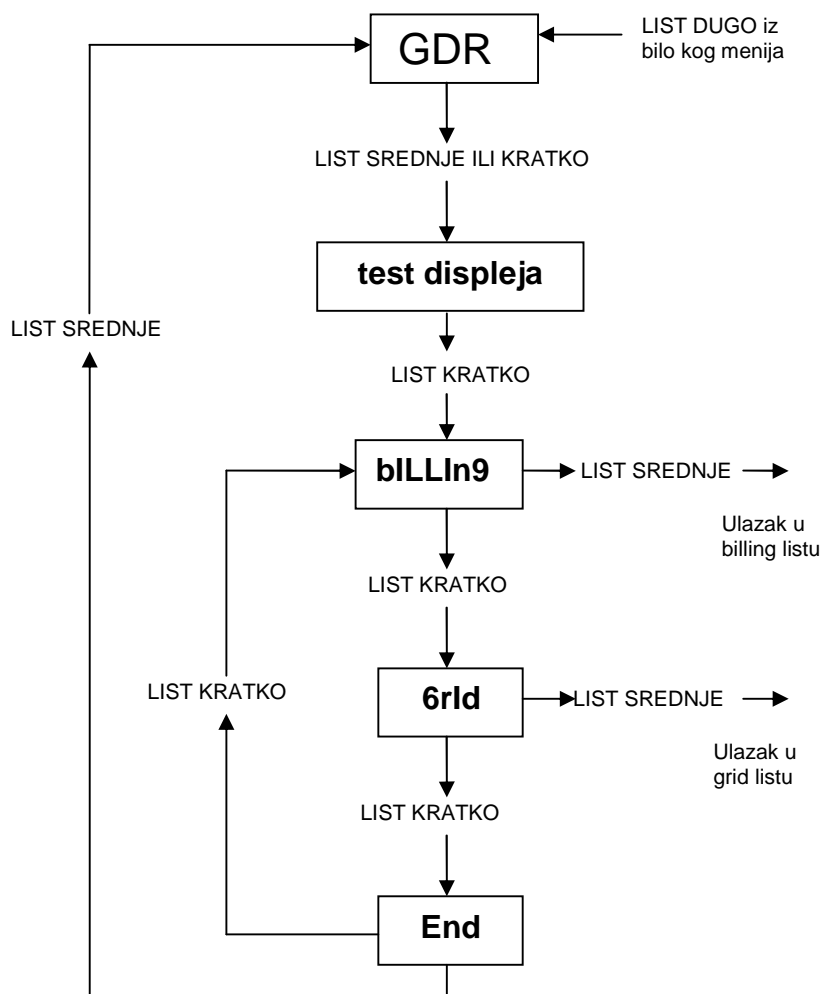 GDR
LIST DUGO iz
bilo kog menija
LIST SREDNJE ILI KRATKO
test displeja
LIST SREDNJE
LIST KRATKO
bILLIn9
LIST SREDNJE
Ulazak u
billing listu
LIST KRATKO
6rId
LIST SREDNJE
LIST KRATKO
Ulazak u
grid listu
LIST KRATKO
End